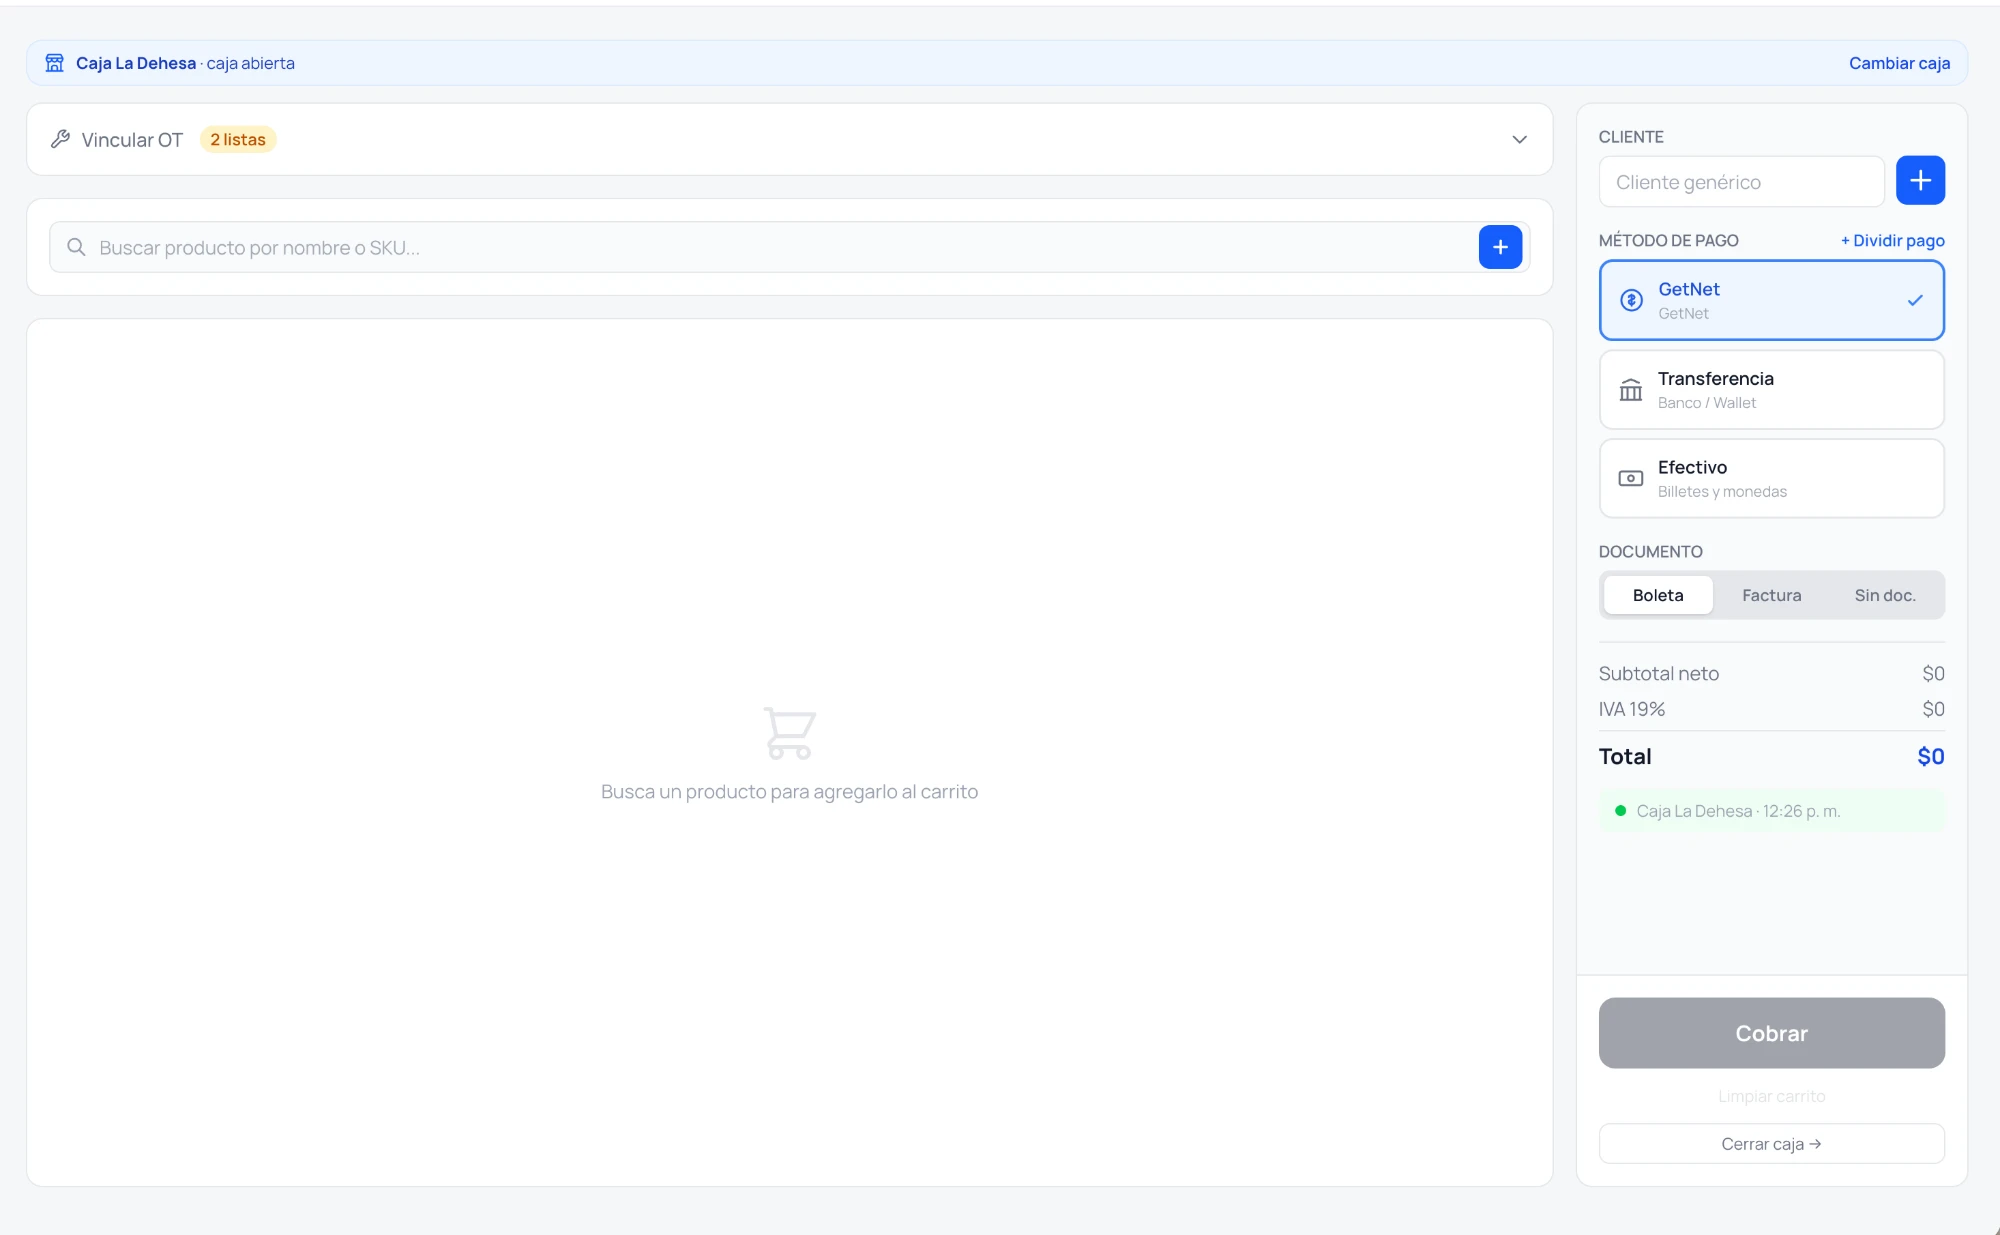 Caja La Dehesa · caja abierta
Cambiar caja
Vincular OT
2 listas
Buscar producto por nombre o SKU...
Busca un producto para agregarlo al carrito
CLIENTE
Cliente genérico
MÉTODO DE PAGO
+ Dividir pago
GetNet
GetNet
Transferencia
Banco / Wallet
Efectivo
Billetes y monedas
DOCUMENTO
Boleta
Factura
Sin doc.
Subtotal neto $0
IVA 19% $0
Total $0
Caja La Dehesa · 12:26 p. m.
Cobrar
Limpiar carrito
Cerrar caja →